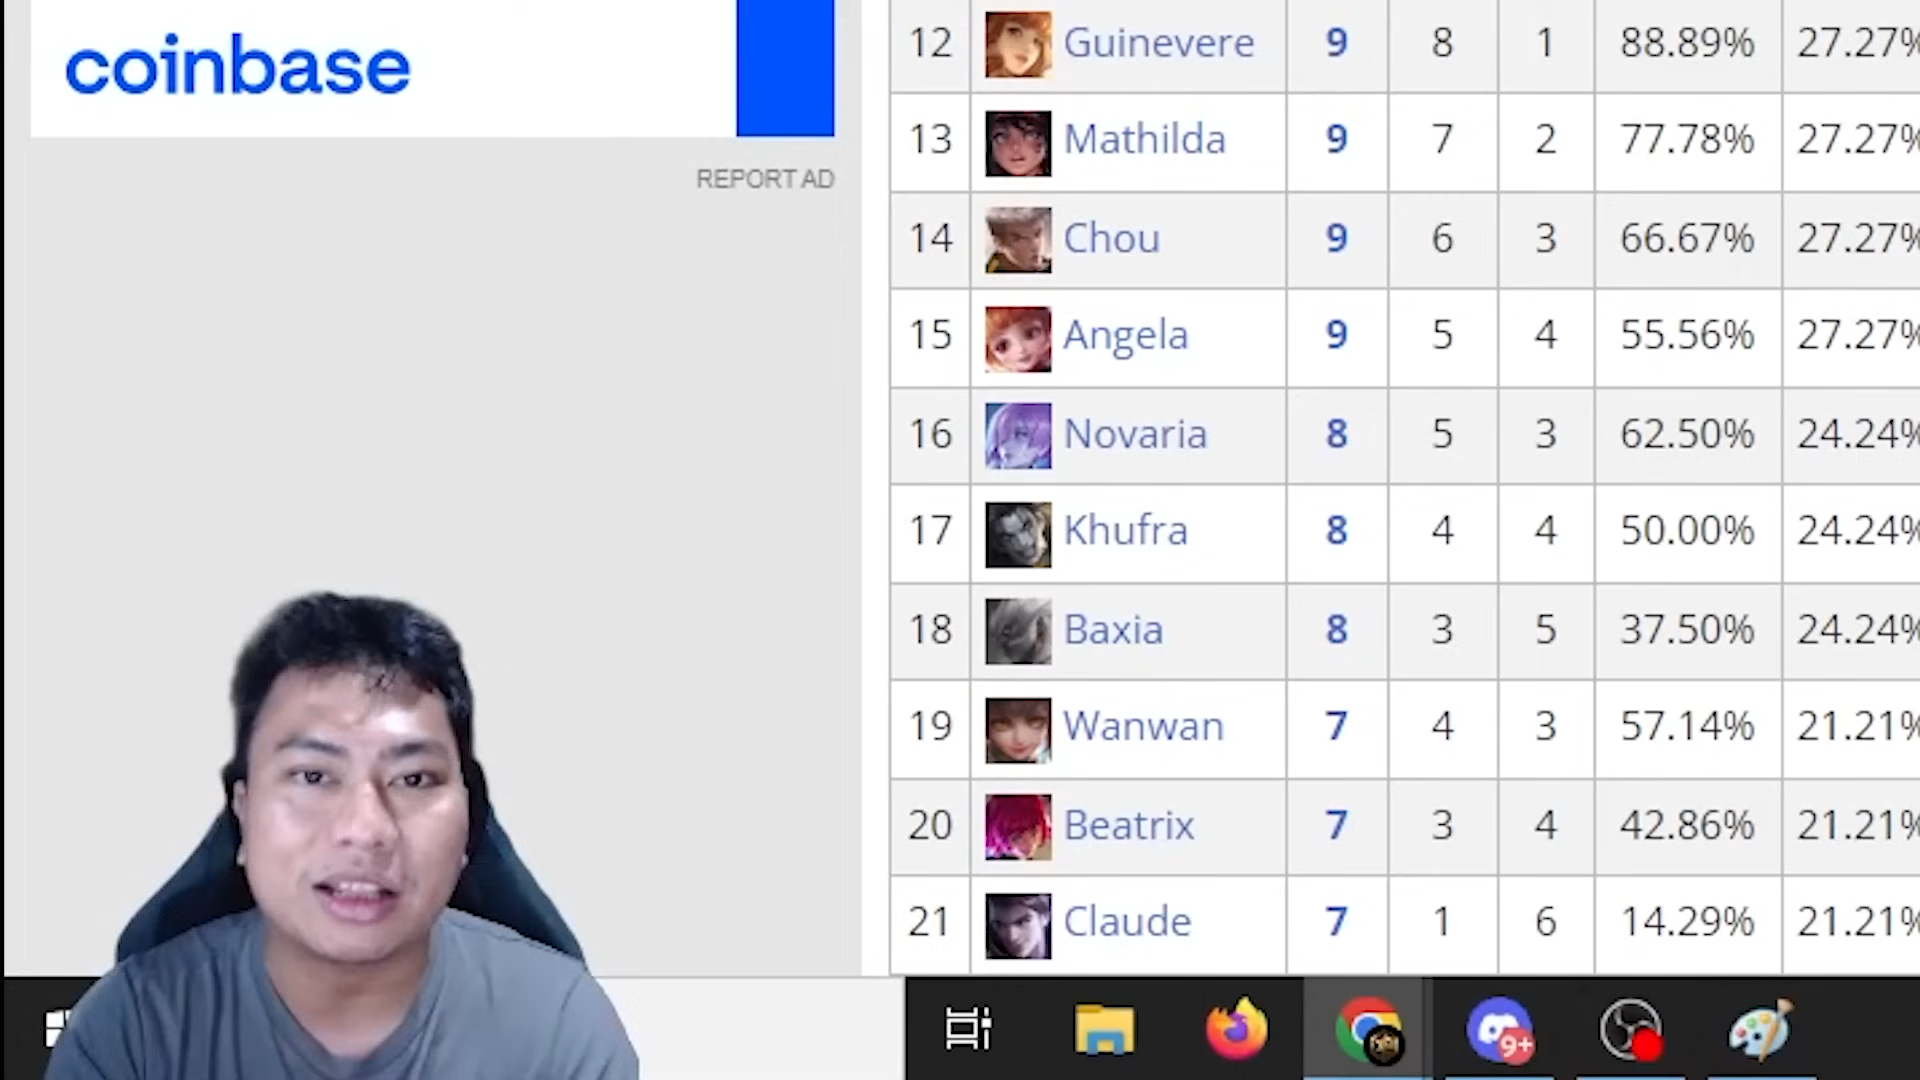 coinbase
REPORT AD
12 Guinevere 9 8 1 88.89% 27.27%
13 Mathilda 9 7 2 77.78% 27.27%
14 Chou 9 6 3 66.67% 27.27%
15 Angela 9 5 4 55.56% 27.27%
16 Novaria 8 5 3 62.50% 24.24%
17 Khufra 8 4 4 50.00% 24.24%
18 Baxia 8 3 5 37.50% 24.24%
19 Wanwan 7 4 3 57.14% 21.21%
20 Beatrix 7 3 4 42.86% 21.21%
21 Claude 7 1 6 14.29% 21.21%
9+